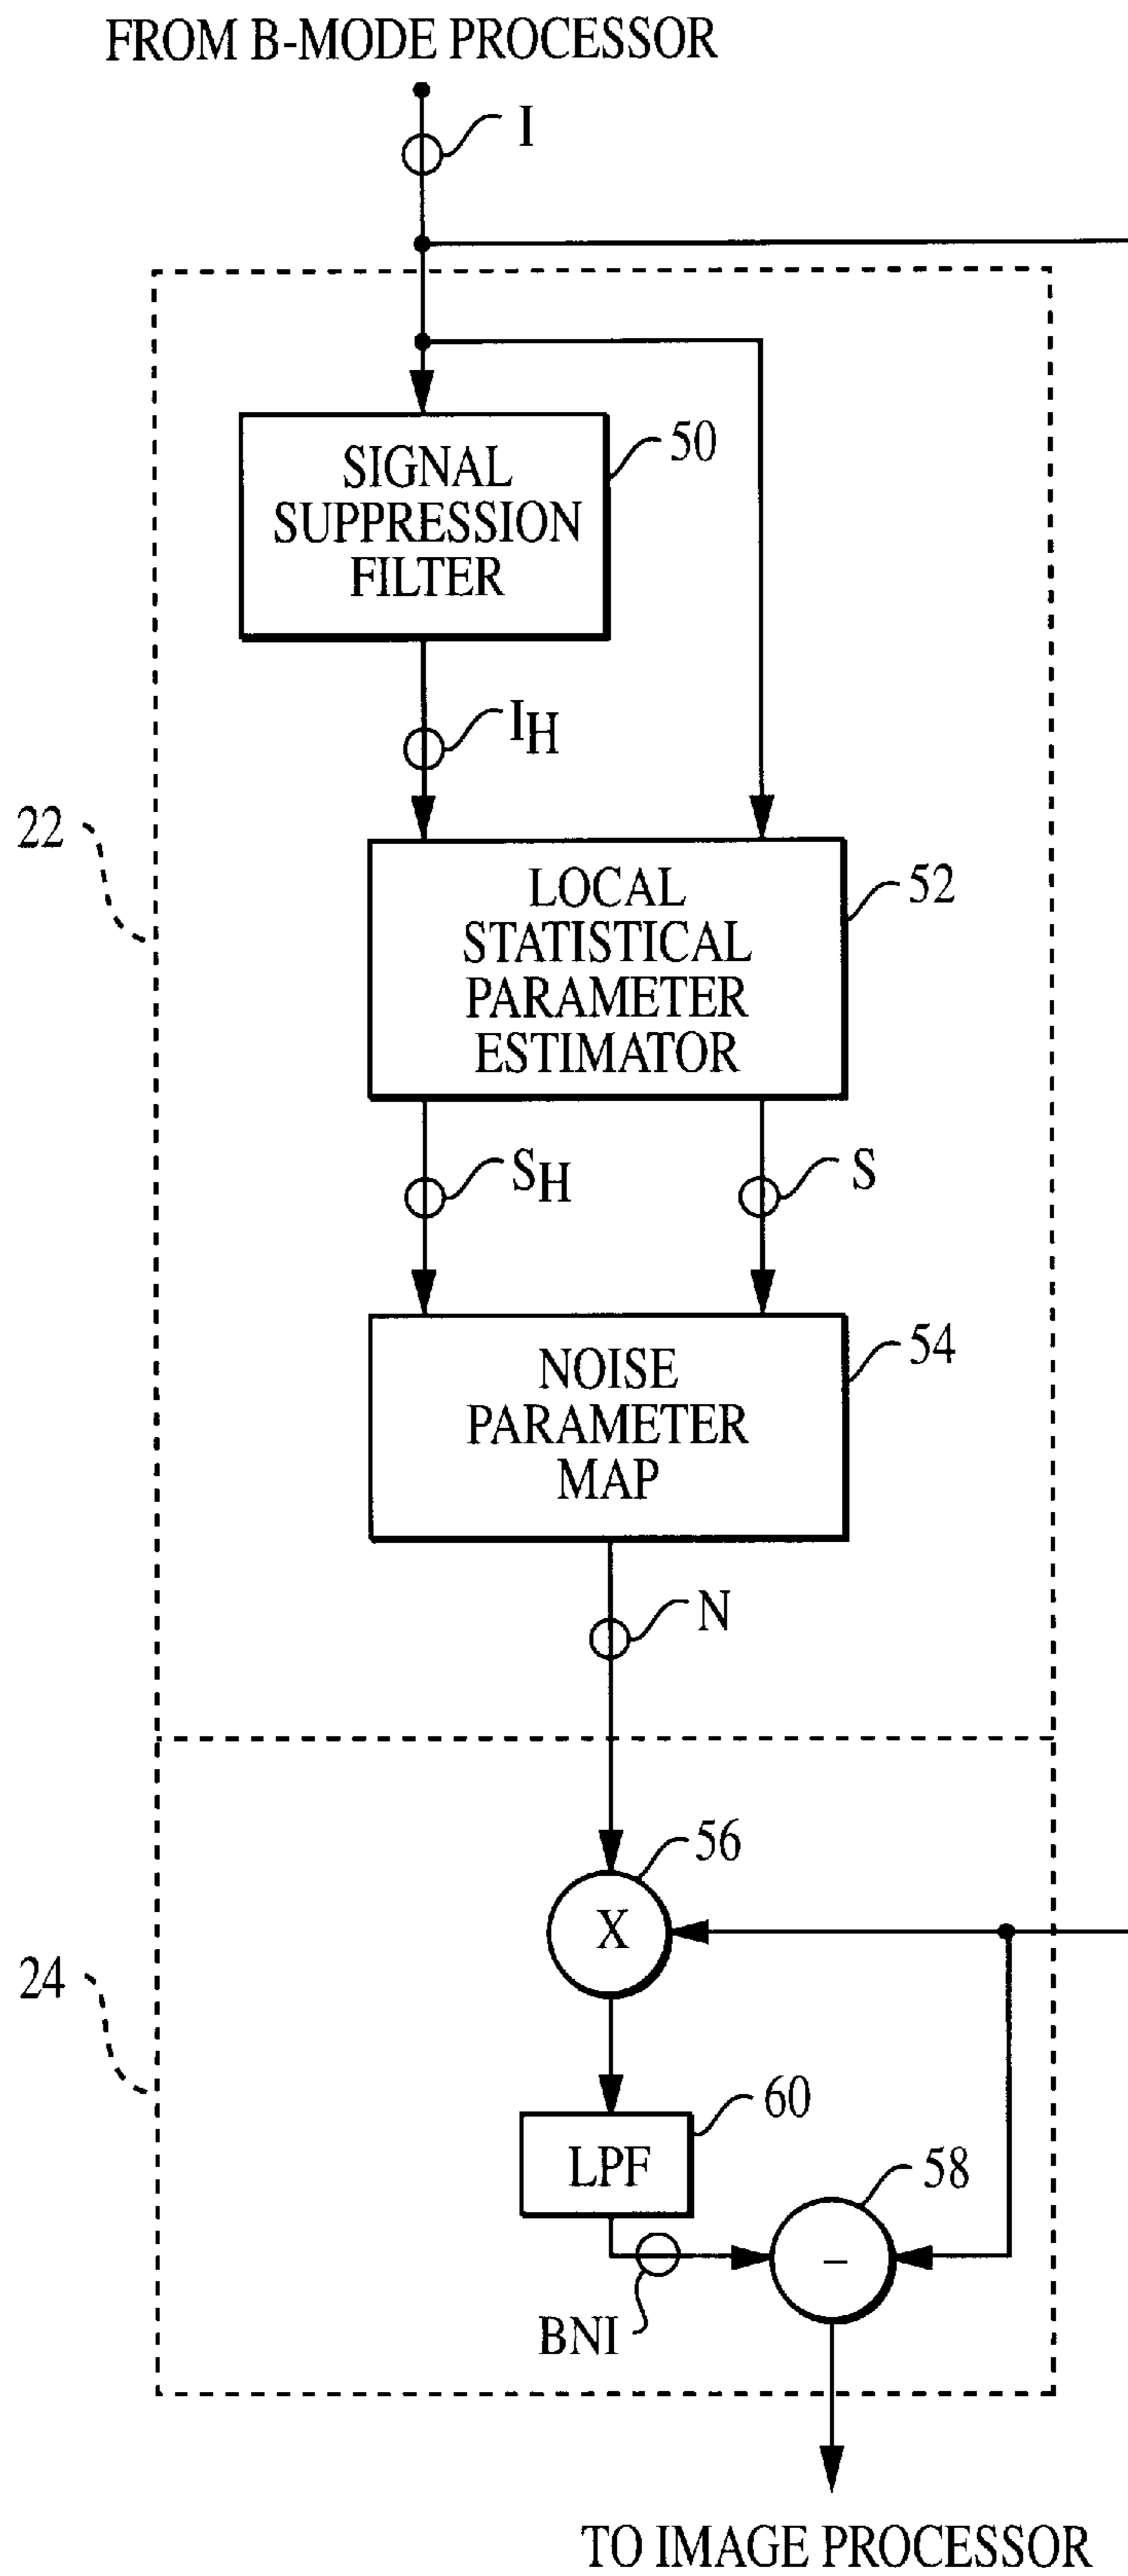 FROM B-MODE PROCESSOR
I
50
SIGNAL
SUPPRESSION
FILTER
IH
22
52
LOCAL
STATISTICAL
PARAMETER
ESTIMATOR
SH
S
54
NOISE
PARAMETER
MAP
N
56
X
24
60
LPF
58
–
BNI
TO IMAGE PROCESSOR